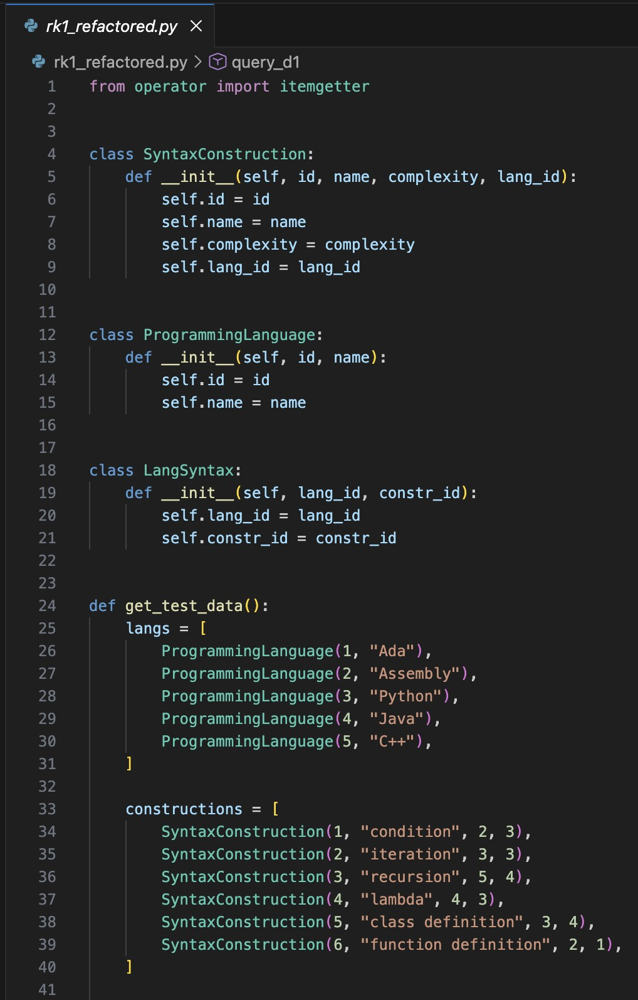 rk1_refactored.py
rk1_refactored.py > query_d1
1 from operator import itemgetter
2
3
4 class SyntaxConstruction:
5     def __init__(self, id, name, complexity, lang_id):
6         self.id = id
7         self.name = name
8         self.complexity = complexity
9         self.lang_id = lang_id
10
11
12 class ProgrammingLanguage:
13     def __init__(self, id, name):
14         self.id = id
15         self.name = name
16
17
18 class LangSyntax:
19     def __init__(self, lang_id, constr_id):
20         self.lang_id = lang_id
21         self.constr_id = constr_id
22
23
24 def get_test_data():
25     langs = [
26         ProgrammingLanguage(1, "Ada"),
27         ProgrammingLanguage(2, "Assembly"),
28         ProgrammingLanguage(3, "Python"),
29         ProgrammingLanguage(4, "Java"),
30         ProgrammingLanguage(5, "C++"),
31     ]
32
33     constructions = [
34         SyntaxConstruction(1, "condition", 2, 3),
35         SyntaxConstruction(2, "iteration", 3, 3),
36         SyntaxConstruction(3, "recursion", 5, 4),
37         SyntaxConstruction(4, "lambda", 4, 3),
38         SyntaxConstruction(5, "class definition", 3, 4),
39         SyntaxConstruction(6, "function definition", 2, 1),
40     ]
41